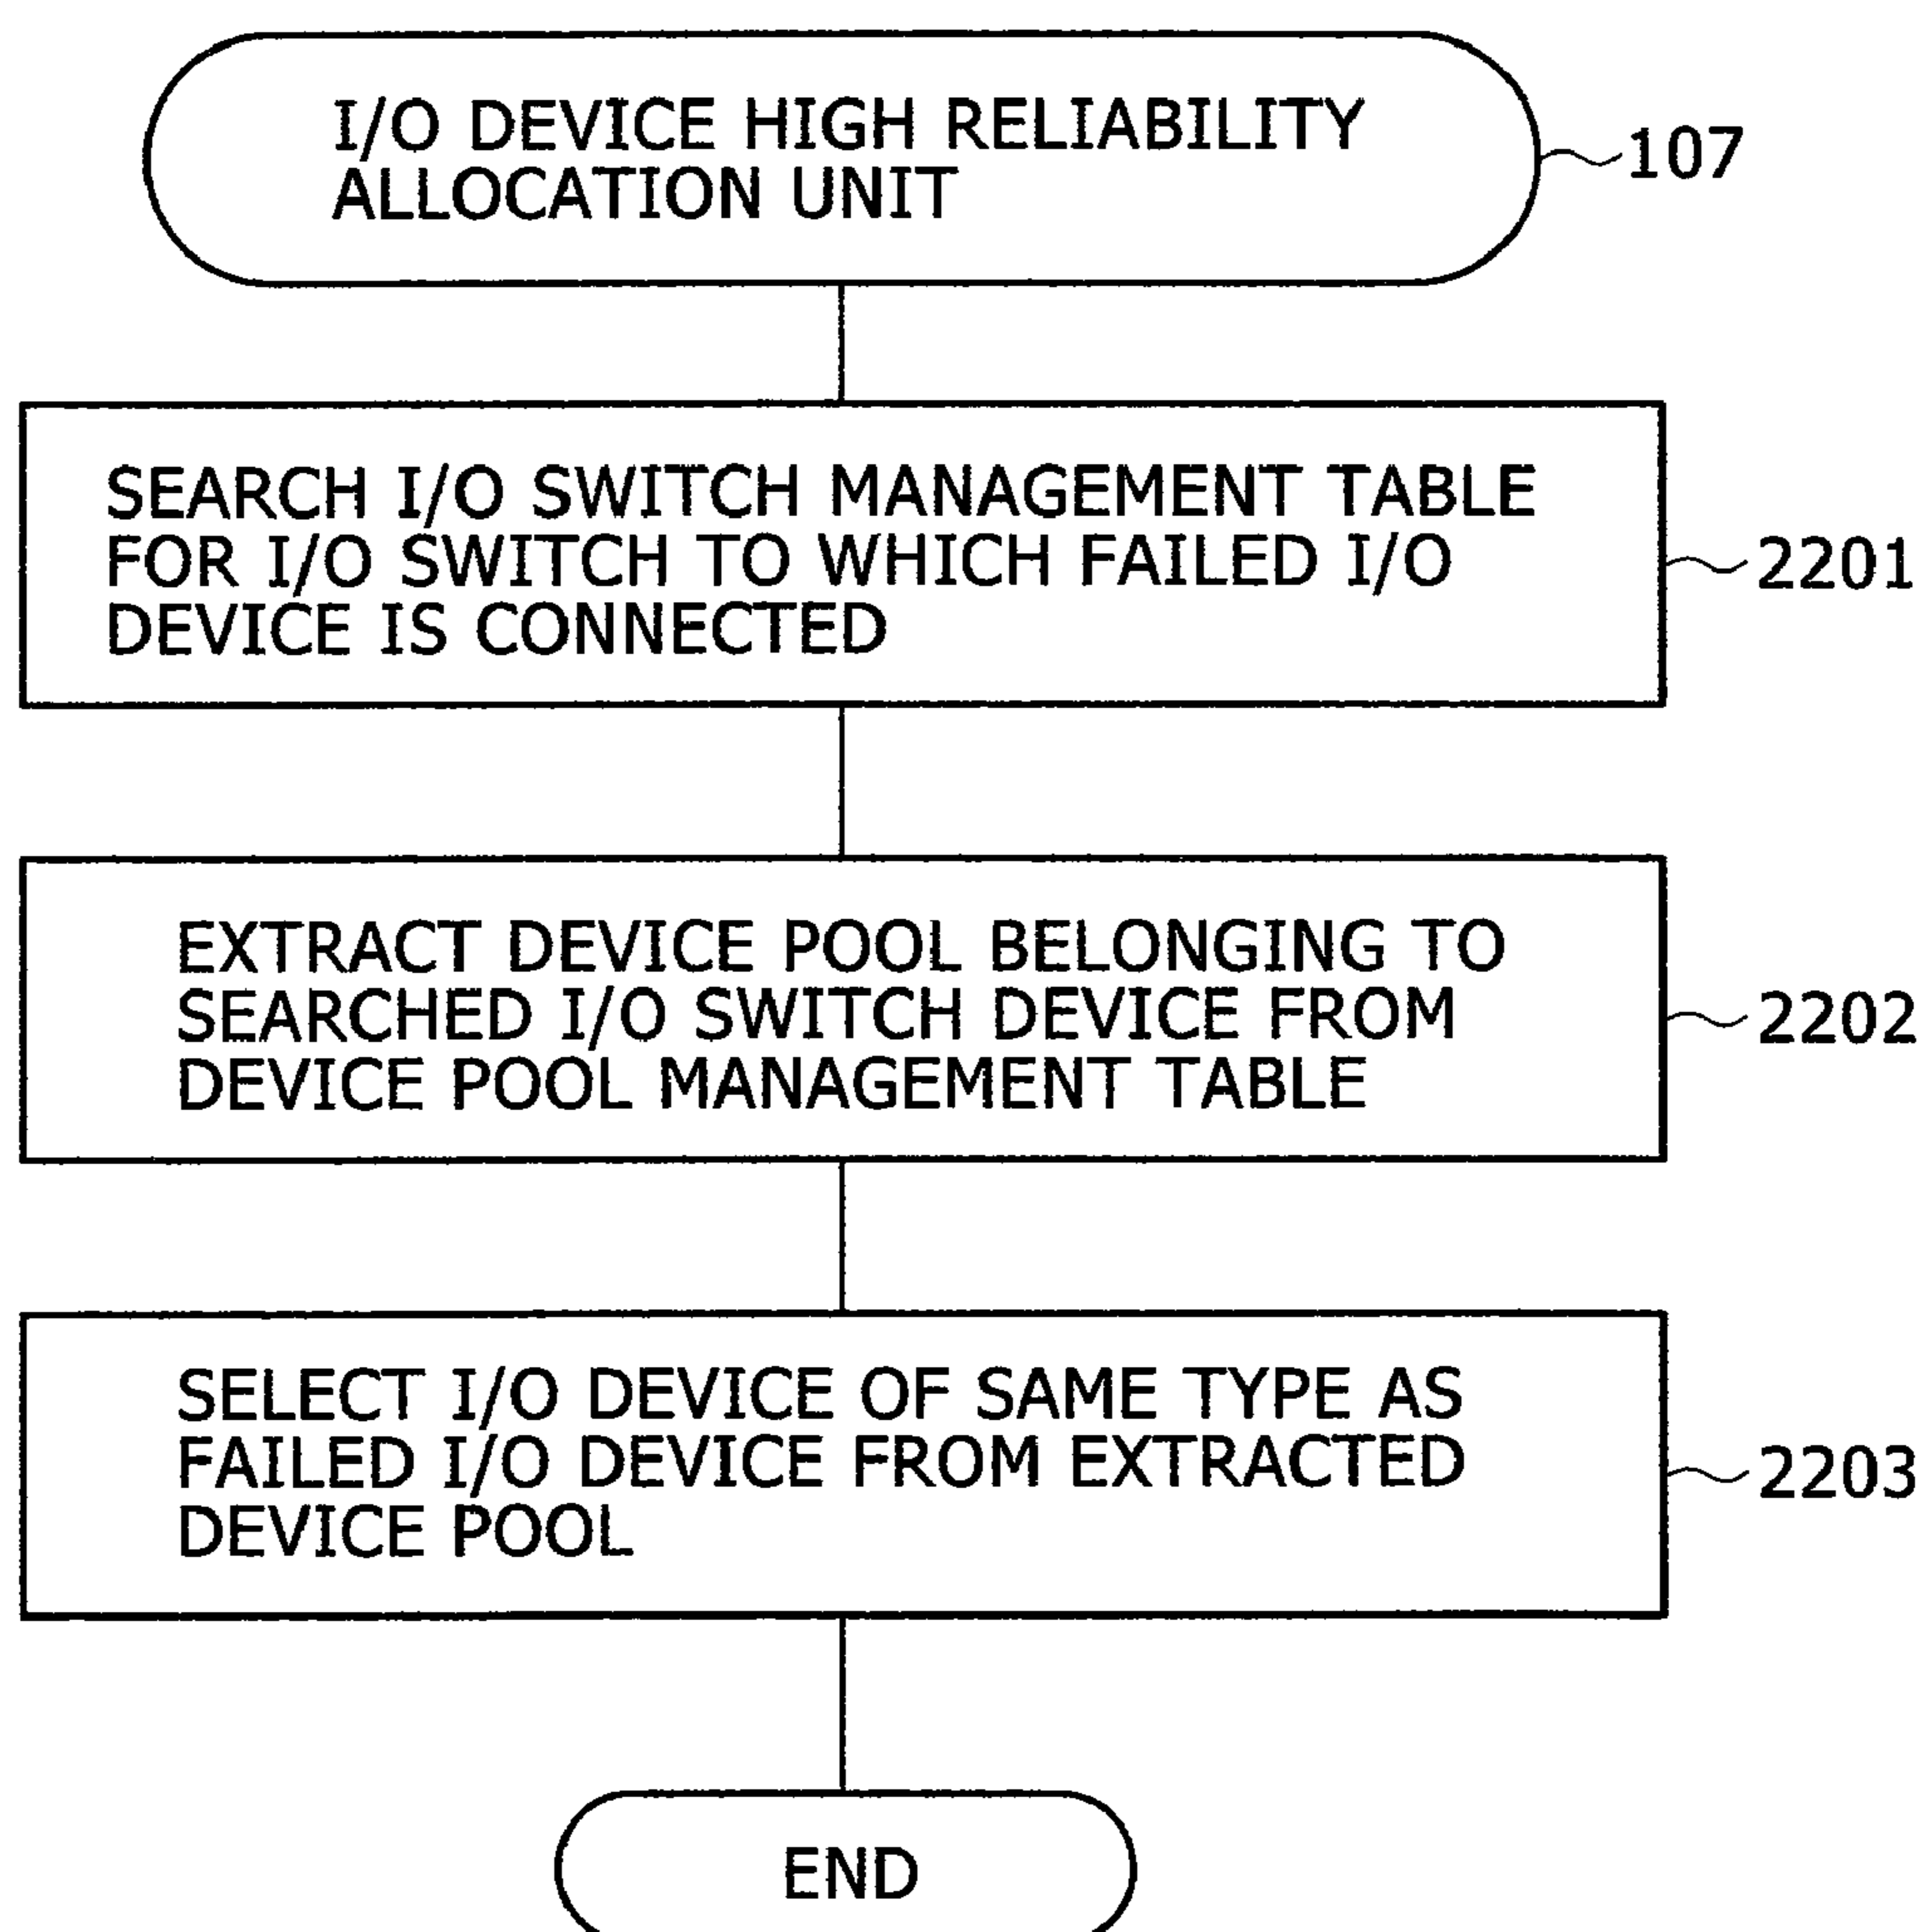 I/O DEVICE HIGH RELIABILITY
ALLOCATION UNIT
107
SEARCH I/O SWITCH MANAGEMENT TABLE
FOR I/O SWITCH TO WHICH FAILED I/O
DEVICE IS CONNECTED
2201
EXTRACT DEVICE POOL BELONGING TO
SEARCHED I/O SWITCH DEVICE FROM
DEVICE POOL MANAGEMENT TABLE
2202
SELECT I/O DEVICE OF SAME TYPE AS
FAILED I/O DEVICE FROM EXTRACTED
DEVICE POOL
2203
END